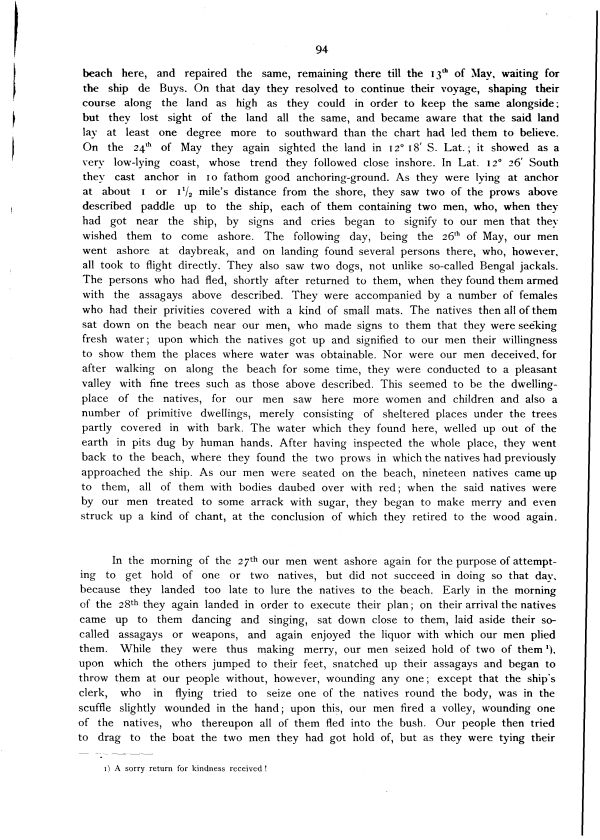 94
beach here, and repaired the same, remaining there till the 13th of May, waiting for
the ship de Buys. On that day they resolved to continue their voyage, shaping their
course along the land as high as they could in order to keep the same alongside;
but they lost sight of the land all the same, and became aware that the said land
lay at least one degree more to southward than the chart had led them to believe.
On the 24th of May they again sighted the land in 12° 18′ S. Lat.; it showed as a
very low-lying coast, whose trend they followed close inshore. In Lat. 12° 26′ South
they cast anchor in 10 fathom good anchoring-ground. As they were lying at anchor
at about 1 or 1¹/₂ mile's distance from the shore, they saw two of the prows above
described paddle up to the ship, each of them containing two men, who, when they
had got near the ship, by signs and cries began to signify to our men that they
wished them to come ashore. The following day, being the 26th of May, our men
went ashore at daybreak, and on landing found several persons there, who, however,
all took to flight directly. They also saw two dogs, not unlike so-called Bengal jackals.
The persons who had fled, shortly after returned to them, when they found them armed
with the assagays above described. They were accompanied by a number of females
who had their privities covered with a kind of small mats. The natives then all of them
sat down on the beach near our men, who made signs to them that they were seeking
fresh water; upon which the natives got up and signified to our men their willingness
to show them the places where water was obtainable. Nor were our men deceived, for
after walking on along the beach for some time, they were conducted to a pleasant
valley with fine trees such as those above described. This seemed to be the dwelling-
place of the natives, for our men saw here more women and children and also a
number of primitive dwellings, merely consisting of sheltered places under the trees
partly covered in with bark. The water which they found here, welled up out of the
earth in pits dug by human hands. After having inspected the whole place, they went
back to the beach, where they found the two prows in which the natives had previously
approached the ship. As our men were seated on the beach, nineteen natives came up
to them, all of them with bodies daubed over with red; when the said natives were
by our men treated to some arrack with sugar, they began to make merry and even
struck up a kind of chant, at the conclusion of which they retired to the wood again.
In the morning of the 27th our men went ashore again for the purpose of attempt-
ing to get hold of one or two natives, but did not succeed in doing so that day,
because they landed too late to lure the natives to the beach. Early in the morning
of the 28th they again landed in order to execute their plan; on their arrival the natives
came up to them dancing and singing, sat down close to them, laid aside their so-
called assagays or weapons, and again enjoyed the liquor with which our men plied
them. While they were thus making merry, our men seized hold of two of them ¹),
upon which the others jumped to their feet, snatched up their assagays and began to
throw them at our people without, however, wounding any one; except that the ship's
clerk, who in flying tried to seize one of the natives round the body, was in the
scuffle slightly wounded in the hand; upon this, our men fired a volley, wounding one
of the natives, who thereupon all of them fled into the bush. Our people then tried
to drag to the boat the two men they had got hold of, but as they were tying their
1) A sorry return for kindness received!